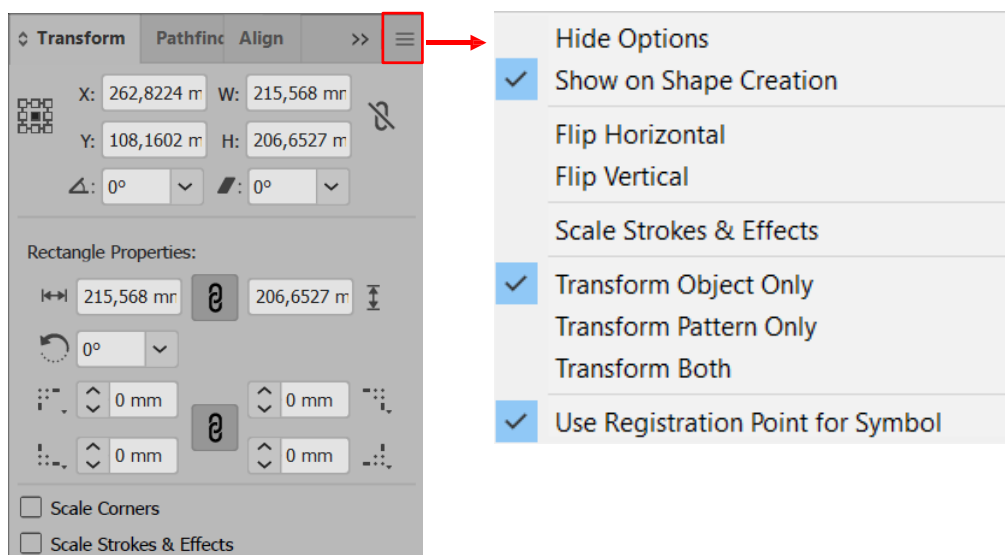 Transform Pathfind Align >>
X: 262,8224 m W: 215,568 mm
Y: 108,1602 m H: 206,6527 m
0° 0°
Rectangle Properties:
215,568 mm 206,6527 m
0°
0 mm 0 mm
0 mm 0 mm
Scale Corners
Scale Strokes & Effects
Hide Options
Show on Shape Creation
Flip Horizontal
Flip Vertical
Scale Strokes & Effects
Transform Object Only
Transform Pattern Only
Transform Both
Use Registration Point for Symbol